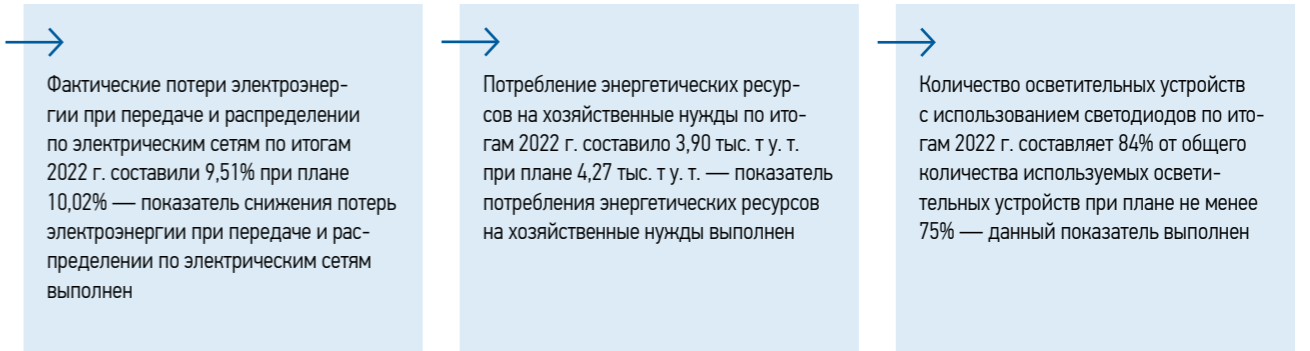 Фактические потери электроэнер-
гии при передаче и распределении
по электрическим сетям по итогам
2022 г. составили 9,51% при плане
10,02% — показатель снижения потерь
электроэнергии при передаче и рас-
пределении по электрическим сетям
выполнен
Потребление энергетических ресур-
сов на хозяйственные нужды по ито-
гам 2022 г. составило 3,90 тыс. т у. т.
при плане 4,27 тыс. т у. т. — показатель
потребления энергетических ресурсов
на хозяйственные нужды выполнен
Количество осветительных устройств
с использованием светодиодов по ито-
гам 2022 г. составляет 84% от общего
количества используемых освети-
тельных устройств при плане не менее
75% — данный показатель выполнен